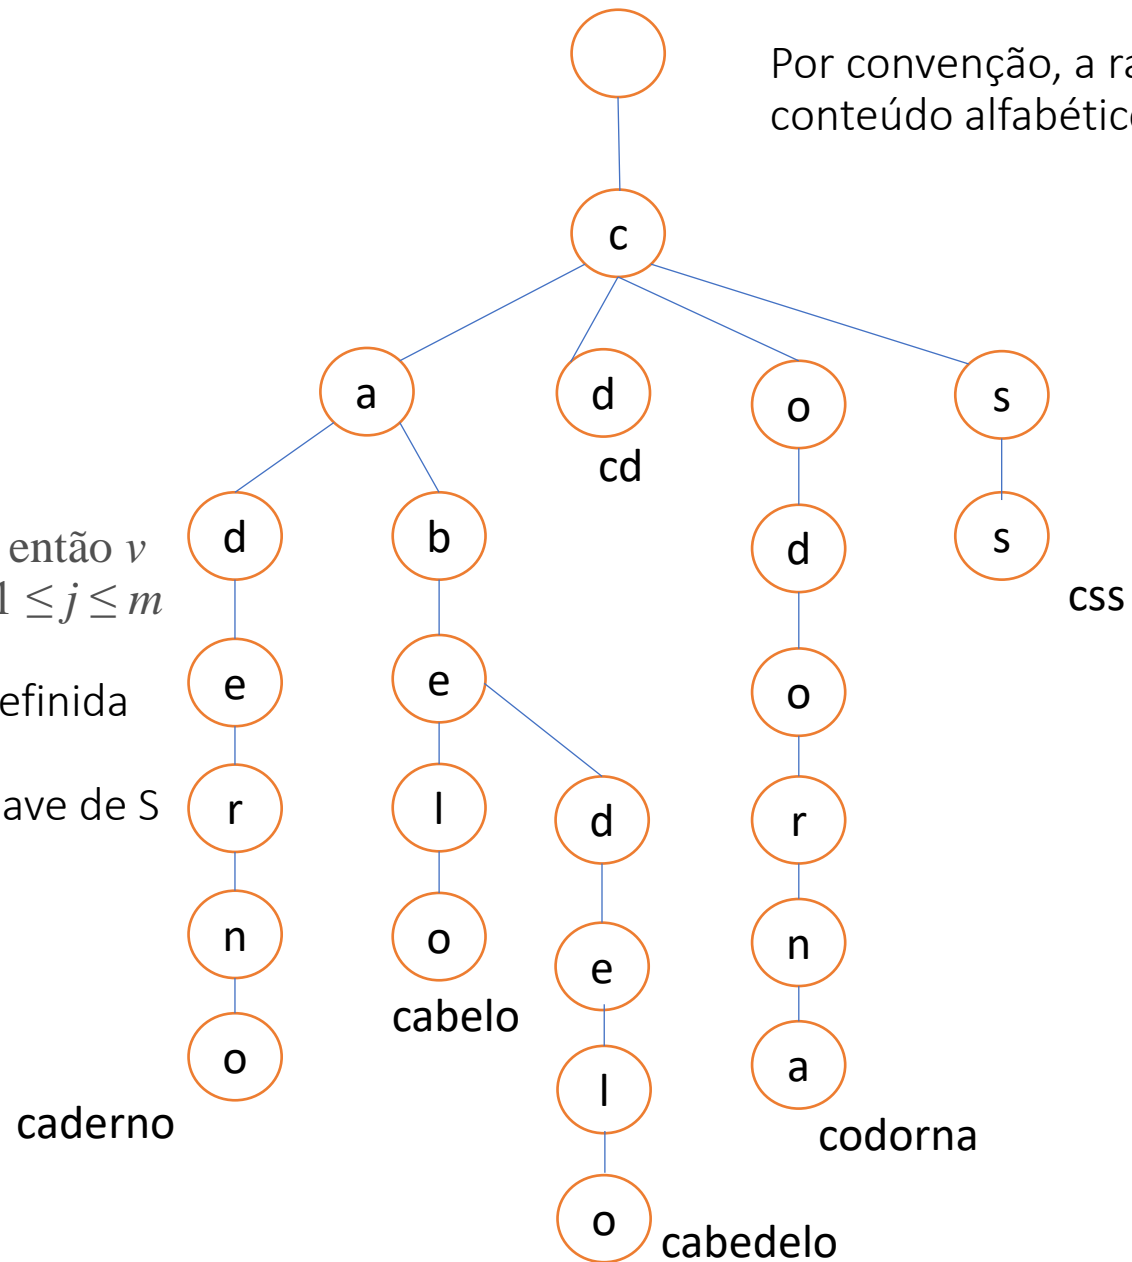 Por convenção, a ra
conteúdo alfabético
c
a
d
o
s
cd
d
b
d
s
então v
1 ≤ j ≤ m
css
e
e
o
efinida
r
l
d
r
ave de S
n
o
e
n
cabelo
o
l
a
caderno
codorna
o
cabedelo